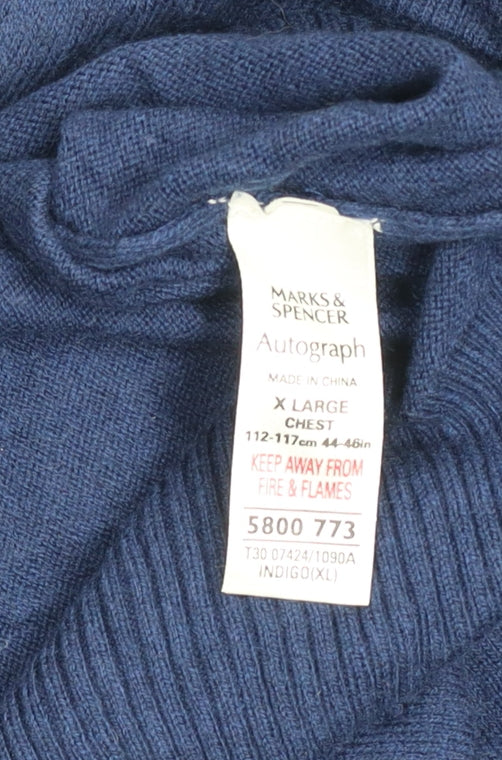 MARKS &
SPENCER
Autograph
MADE IN CHINA
X LARGE
CHEST
112-117cm 44-46in
KEEP AWAY FROM
FIRE & FLAMES
5800 773
T30 07424/1090A
INDIGO(XL)